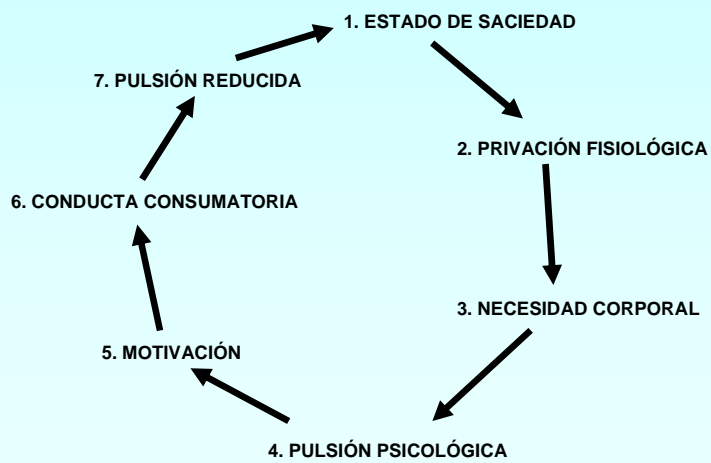 1. ESTADO DE SACIEDAD
2. PRIVACIÓN FISIOLÓGICA
3. NECESIDAD CORPORAL
4. PULSIÓN PSICOLÓGICA
5. MOTIVACIÓN
6. CONDUCTA CONSUMATORIA
7. PULSIÓN REDUCIDA